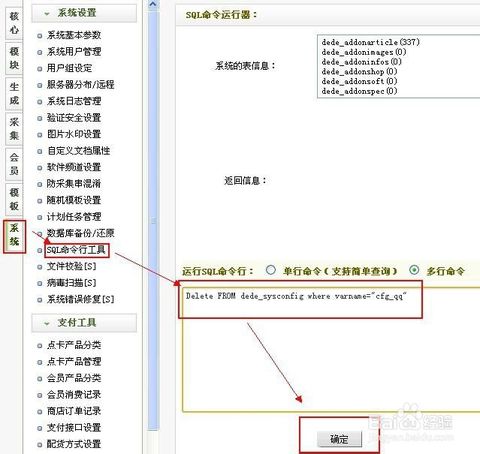 核心
模块
生成
采集
会员
模板
系统
系统设置
系统基本参数
系统用户管理
用户组设定
服务器分布/远程
系统日志管理
验证安全设置
图片水印设置
自定义文档属性
软件频道设置
防采集串混淆
随机模板设置
计划任务管理
数据库备份/还原
SQL命令行工具
文件校验[S]
病毒扫描[S]
系统错误修复[S]
支付工具
点卡产品分类
点卡产品管理
会员产品分类
会员消费记录
商店订单记录
支付接口设置
配货方式设置
SQL命令运行器：
系统的表信息：
dede_addonarticle(337)
dede_addonimages(0)
dede_addoninfos(0)
dede_addonshop(0)
dede_addonsoft(0)
dede_addonspec(0)
返回信息：
运行SQL命令行： 单行命令（支持简单查询） 多行命令
Delete FROM dede_sysconfig where varname="cfg_qq"
确定
Baidu经验
jingyan.baidu.com